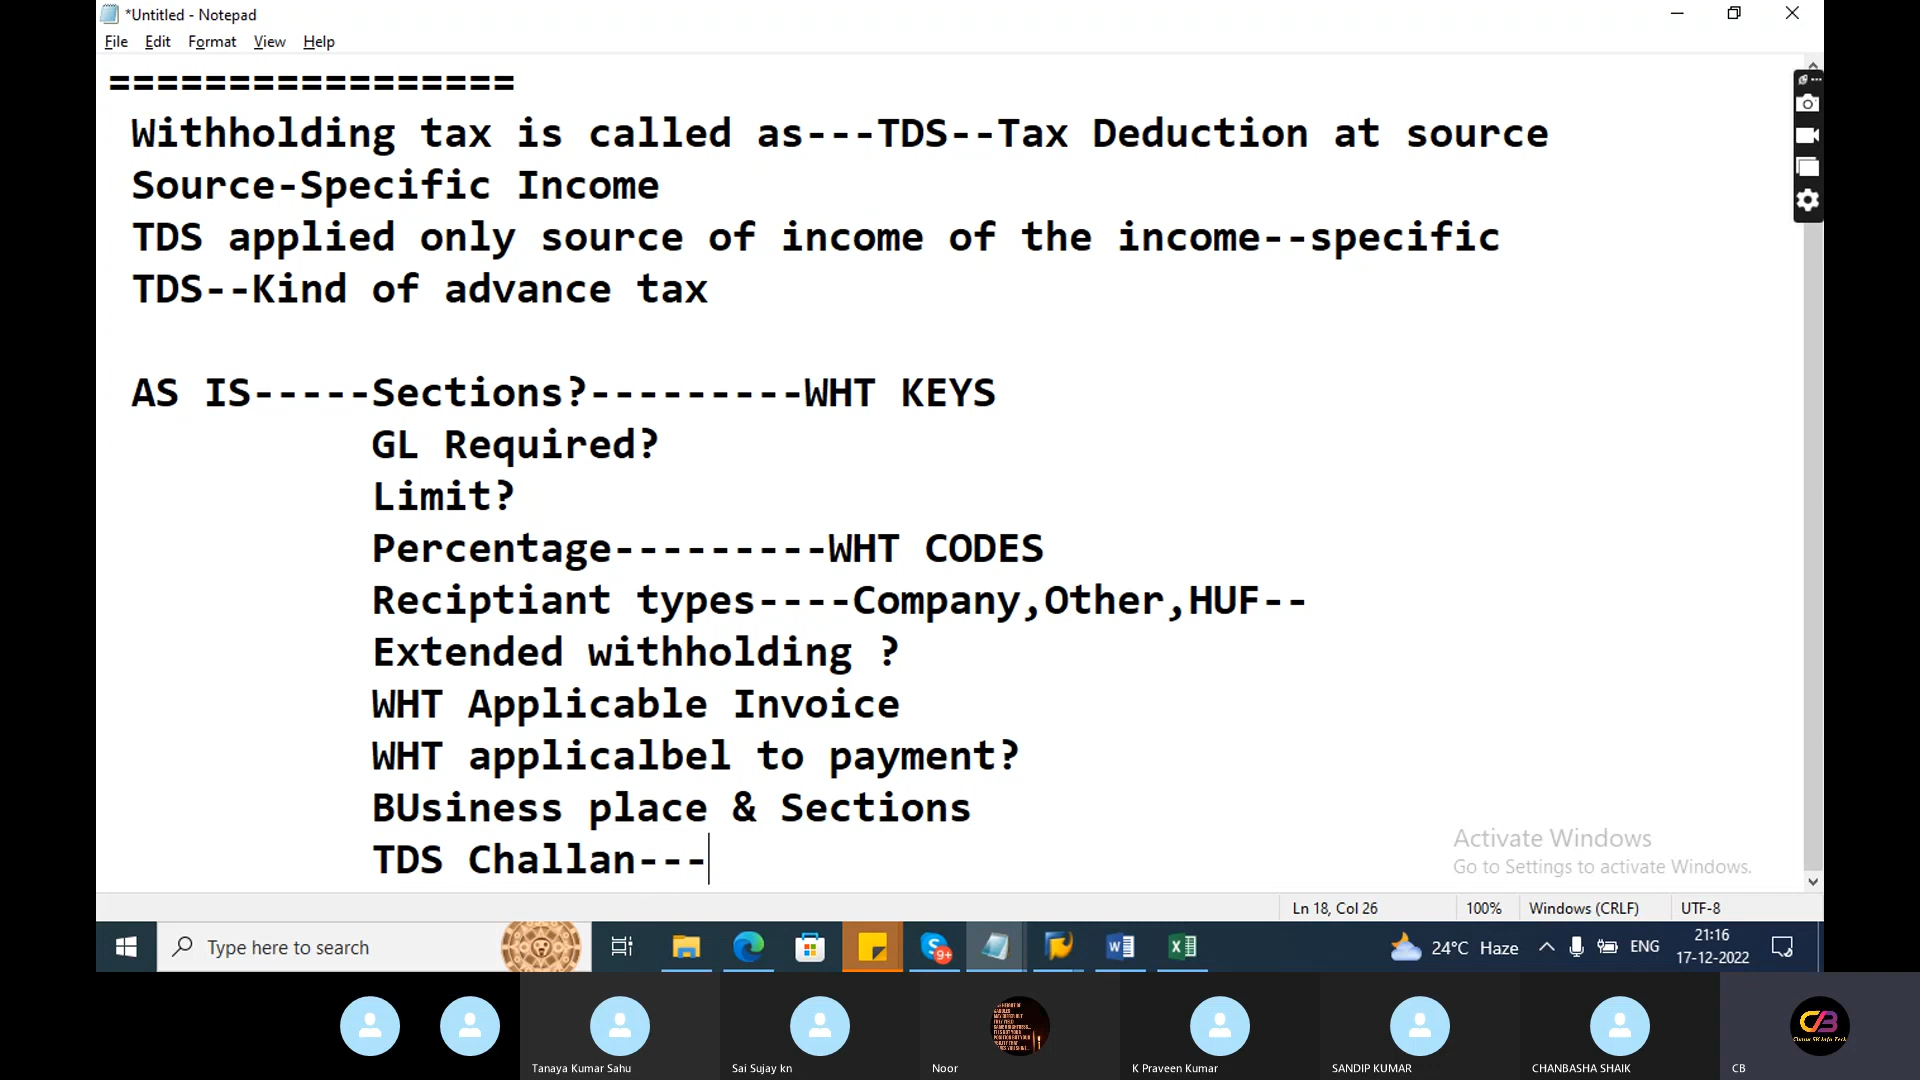 *Untitled - Notepad
File Edit Format View Help
=================
Withholding tax is called as---TDS--Tax Deduction at source
Source-Specific Income
TDS applied only source of income of the income--specific
TDS--Kind of advance tax
AS IS-----Sections?---------WHT KEYS
GL Required?
Limit?
Percentage---------WHT CODES
Reciptiant types----Company,Other,HUF--
Extended withholding ?
WHT Applicable Invoice
WHT applicalbel to payment?
BUsiness place & Sections
TDS Challan---
Activate Windows
Go to Settings to activate Windows.
Ln 18, Col 26 100% Windows (CRLF) UTF-8
Type here to search
9+
24°C Haze
ENG
21:16
17-12-2022
Tanaya Kumar Sahu
Sai Sujay kn
Noor
K Praveen Kumar
SANDIP KUMAR
CHANBASHA SHAIK
CB